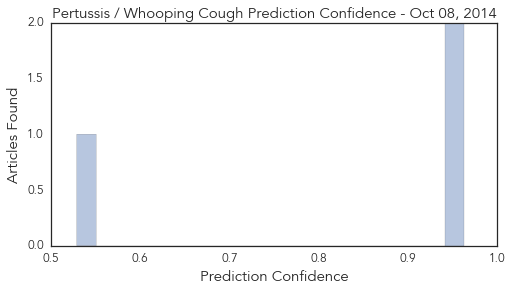 Pertussis / Whooping Cough Prediction Confidence - Oct 08, 2014
2.0
1.5
1.0
0.5
0.0
Articles Found
0.5 0.6 0.7 0.8 0.9 1.0
Prediction Confidence